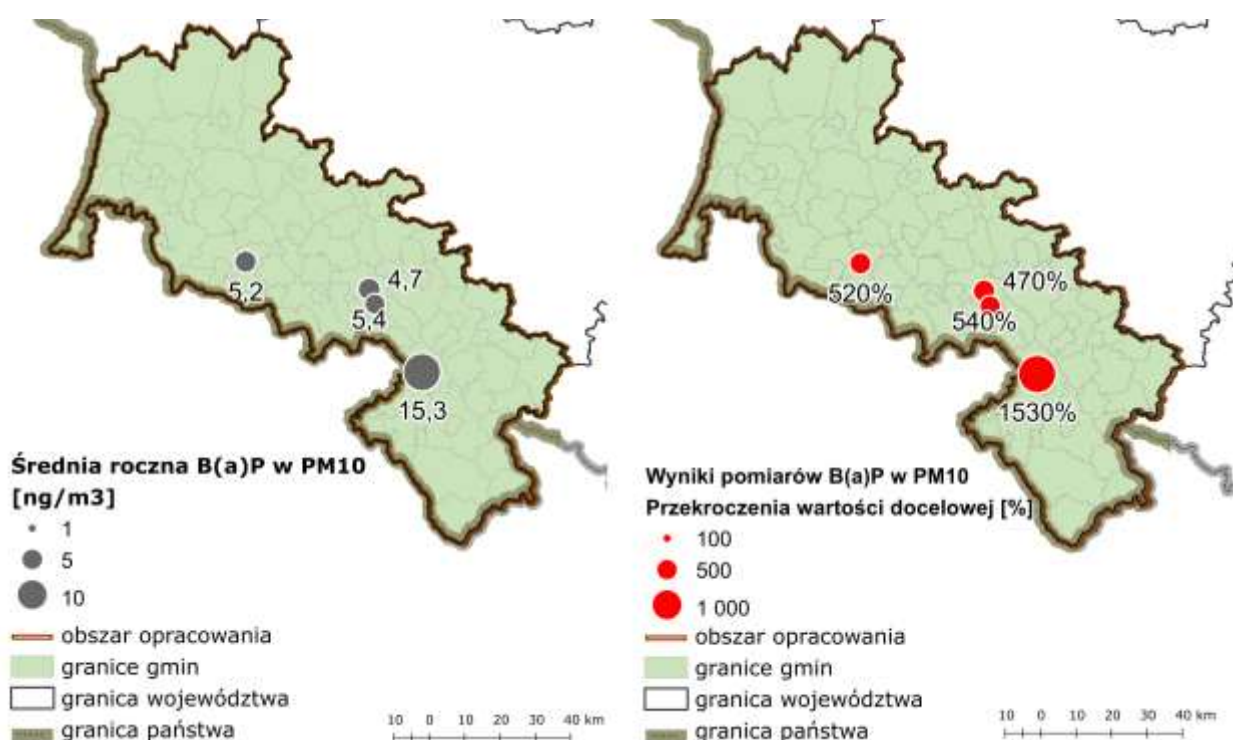 5,2
4,7
5,4
15,3
Średnia roczna B(a)P w PM10
[ng/m3]
1
5
10
obszar opracowania
granice gmin
granica województwa
granica państwa
10 0 10 20 30 40 km
520%
470%
540%
1530%
Wyniki pomiarów B(a)P w PM10
Przekroczenia wartości docelowej [%]
100
500
1 000
obszar opracowania
granice gmin
granica województwa
granica państwa
10 0 10 20 30 40 km